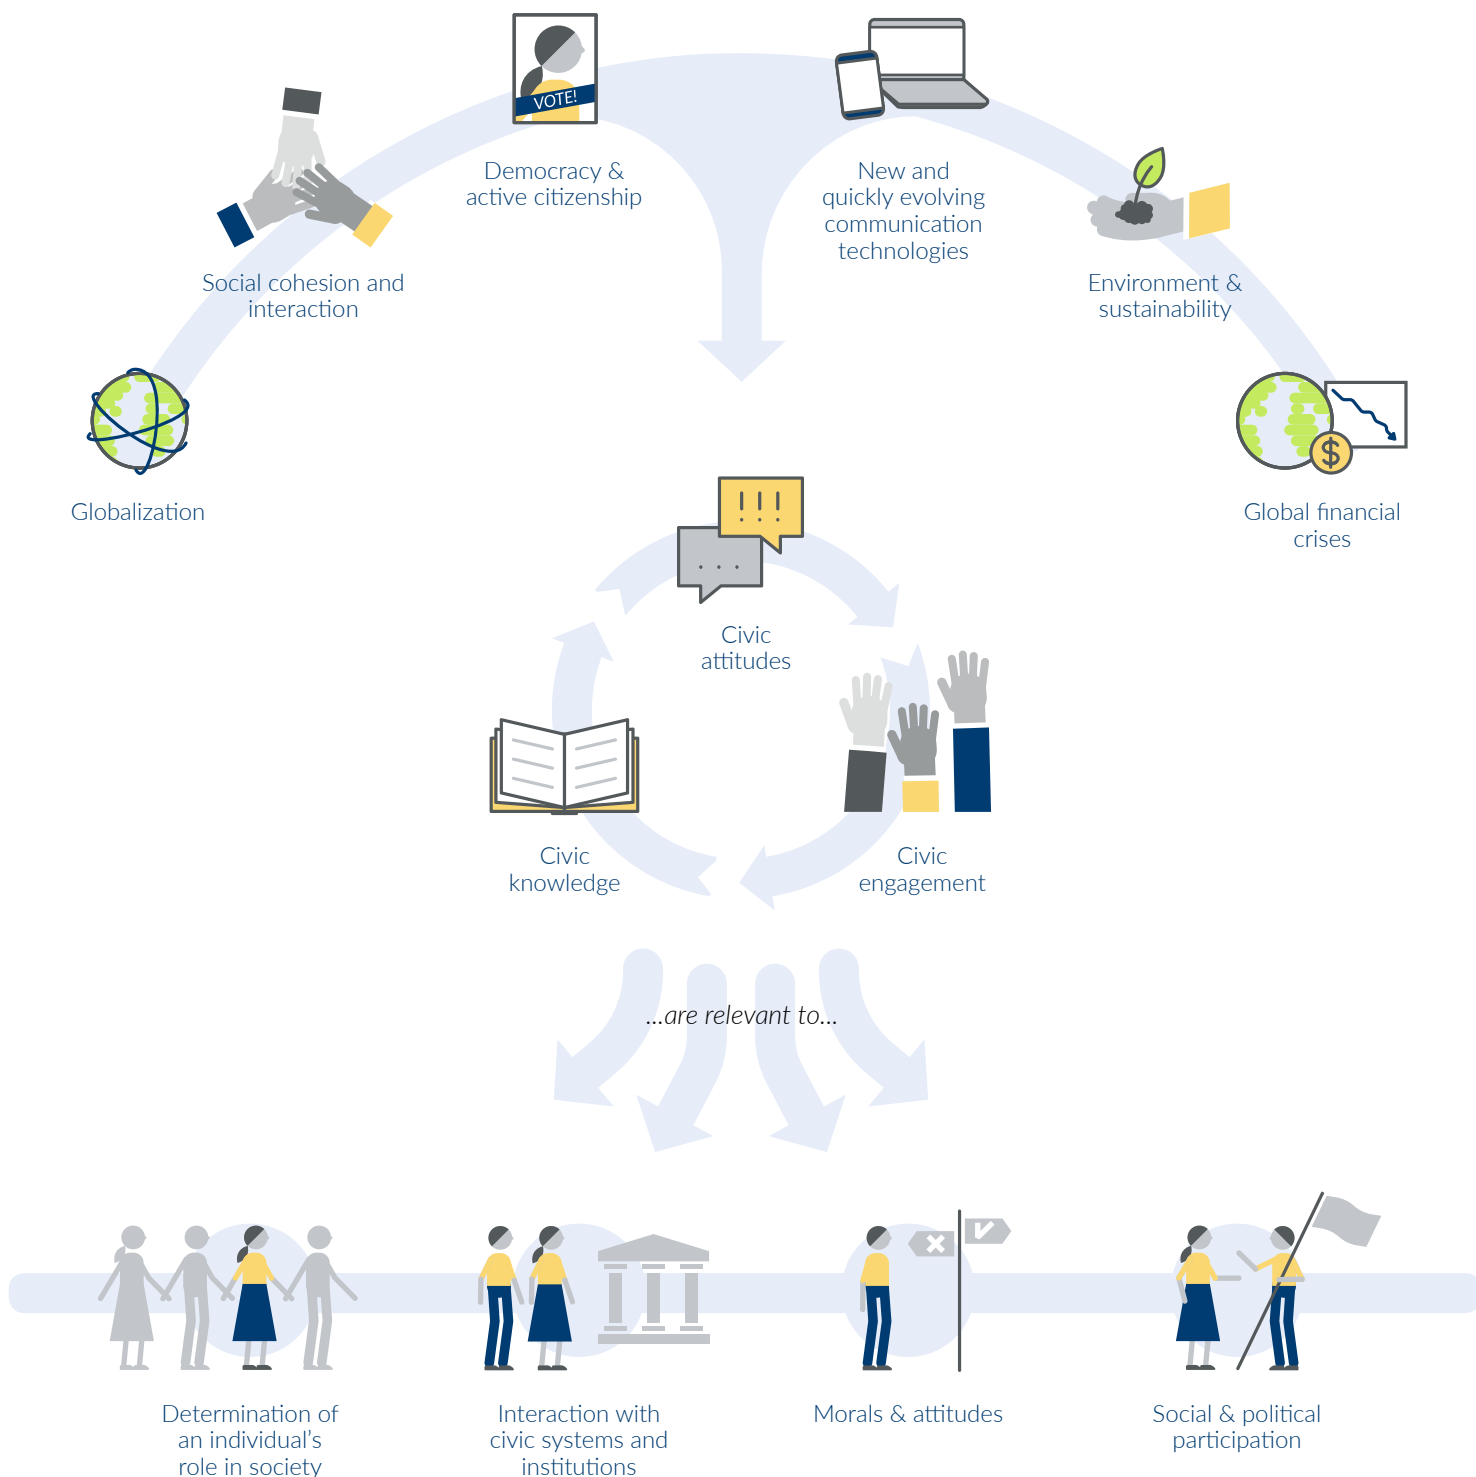 VOTE!
Democracy &
active citizenship
New and
quickly evolving
communication
technologies
Social cohesion and
interaction
Environment &
sustainability
Globalization
$
Global financial
crises
! ! !
. . .
Civic
attitudes
Civic
knowledge
Civic
engagement
...are relevant to...
Determination of
an individual’s
role in society
Interaction with
civic systems and
institutions
Morals & attitudes
Social & political
participation